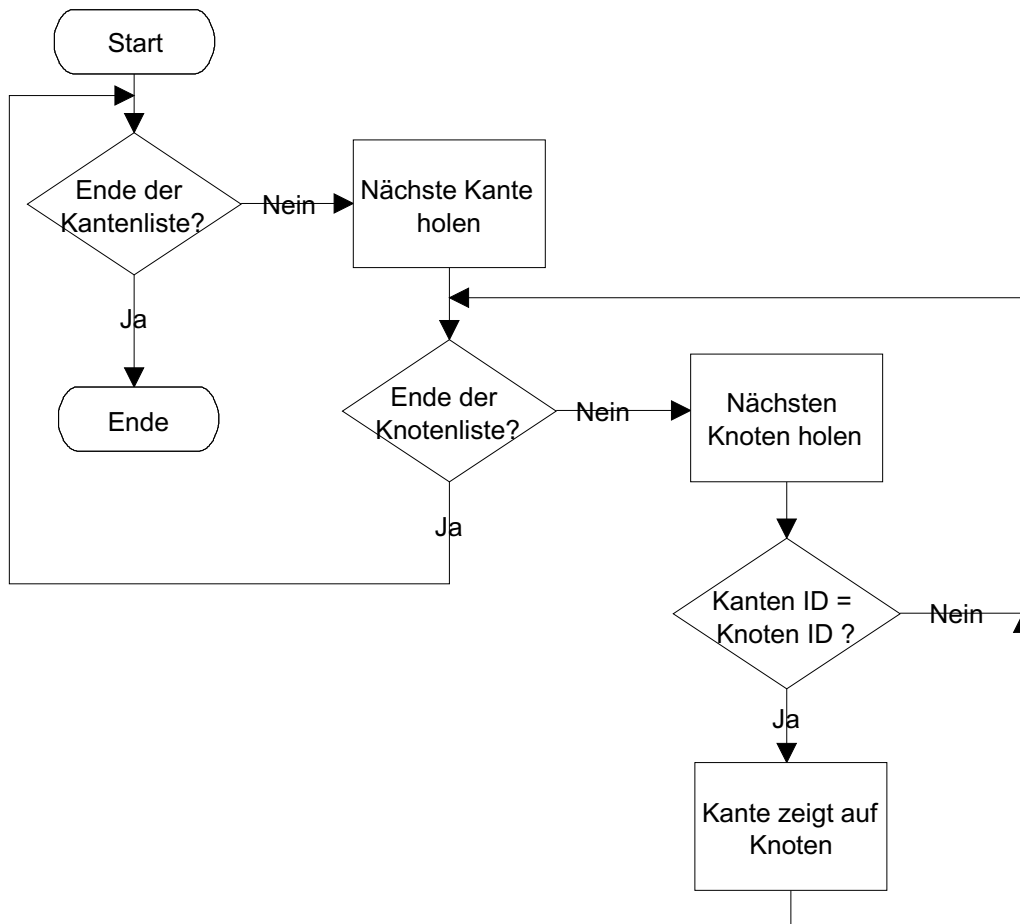 Start
Ende der
Kantenliste?
Nein
Nächste Kante
holen
Ja
Ende
Ende der
Knotenliste?
Nein
Nächsten
Knoten holen
Ja
Kanten ID =
Knoten ID ?
Nein
Ja
Kante zeigt auf
Knoten